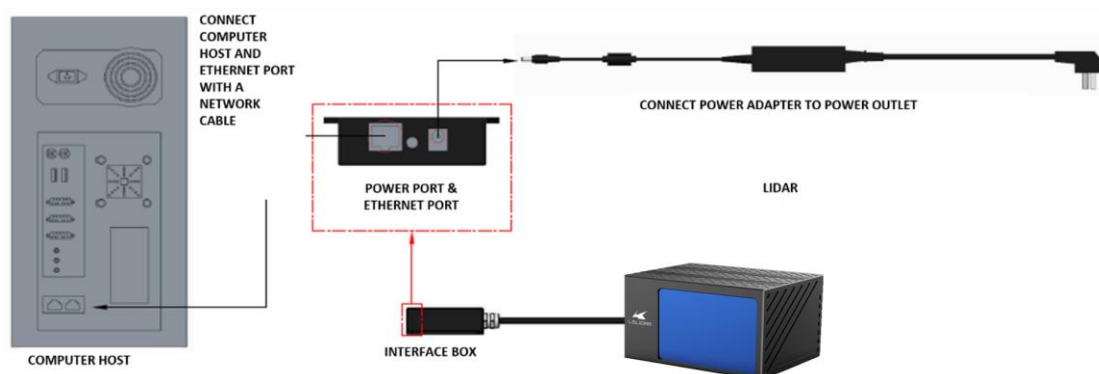 CONNECT
COMPUTER
HOST AND
ETHERNET PORT
WITH A
NETWORK
CABLE
CONNECT POWER ADAPTER TO POWER OUTLET
POWER PORT &
ETHERNET PORT
LIDAR
LSLIDAR
INTERFACE BOX
COMPUTER HOST